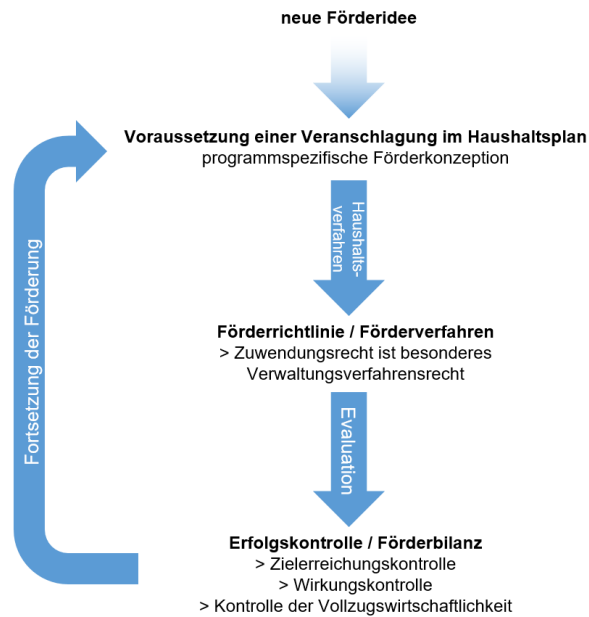 neue Förderidee
Voraussetzung einer Veranschlagung im Haushaltsplan
programmspezifische Förderkonzeption
Haushalts-
verfahren
Förderrichtlinie / Förderverfahren
> Zuwendungsrecht ist besonderes
Verwaltungsverfahrensrecht
Evaluation
Erfolgskontrolle / Förderbilanz
> Zielerreichungskontrolle
> Wirkungskontrolle
> Kontrolle der Vollzugswirtschaftlichkeit
Fortsetzung der Förderung